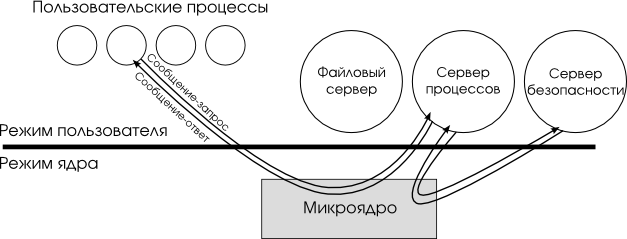 Пользовательские процессы
Сообщение-запрос
Сообщение-ответ
Файловый
сервер
Сервер
процессов
Сервер
безопасности
Режим пользователя
Режим ядра
Микроядро